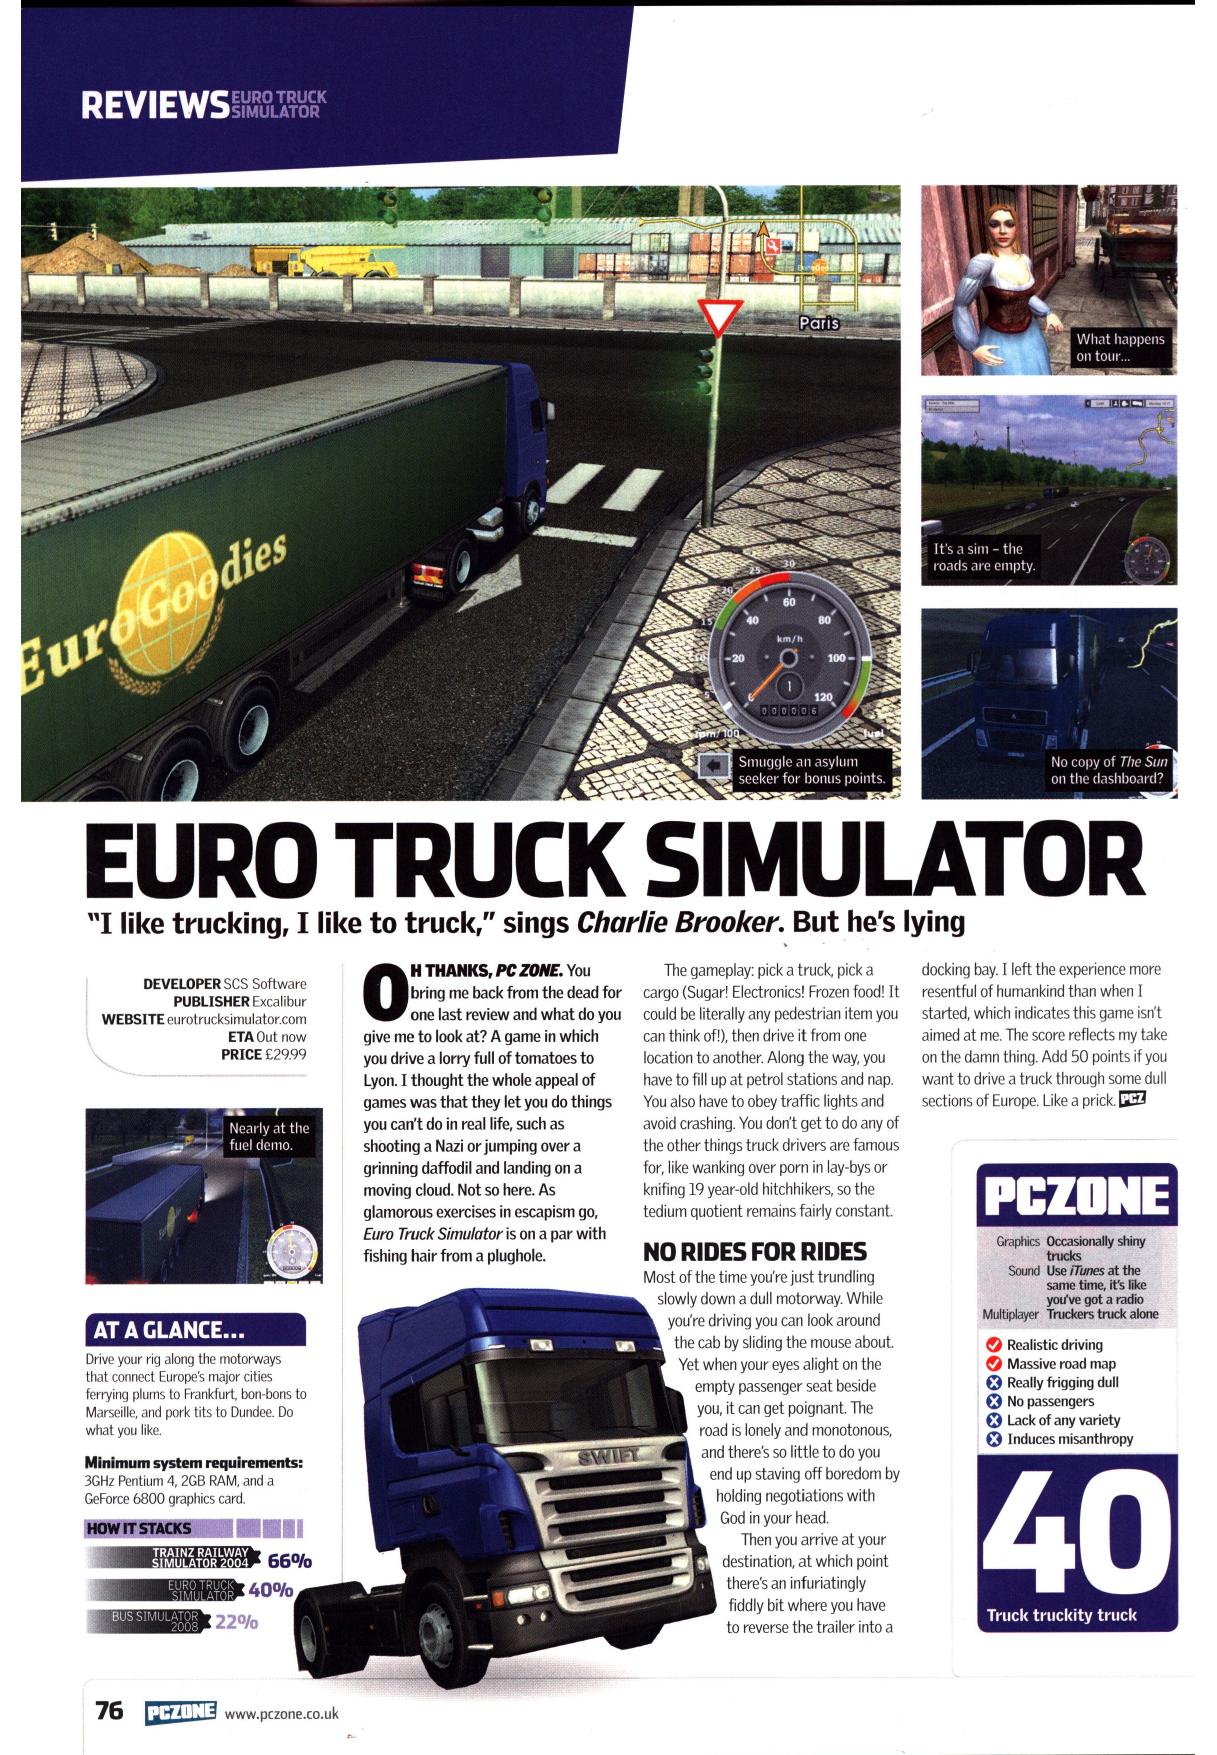 REVIEWS EURO TRUCK
SIMULATOR
Paris
EuroGoodies
30
25
20
15
10
5
60
40
80
km/h
20
100
0
1
120
000006
rpm/100
fuel
Smuggle an asylum
seeker for bonus points.
What happens
on tour...
It's a sim – the
roads are empty.
No copy of The Sun
on the dashboard?
EURO TRUCK SIMULATOR
"I like trucking, I like to truck," sings Charlie Brooker. But he's lying
DEVELOPER SCS Software
PUBLISHER Excalibur
WEBSITE eurotrucksimulator.com
ETA Out now
PRICE £29.99
Nearly at the
fuel demo.
AT A GLANCE...
Drive your rig along the motorways
that connect Europe's major cities
ferrying plums to Frankfurt, bon-bons to
Marseille, and pork tits to Dundee. Do
what you like.
Minimum system requirements:
3GHz Pentium 4, 2GB RAM, and a
GeForce 6800 graphics card.
HOW IT STACKS
TRAINZ RAILWAY
SIMULATOR 2004 66%
EURO TRUCK
SIMULATOR 40%
BUS SIMULATOR
2008 22%
OH THANKS, PC ZONE. You
bring me back from the dead for
one last review and what do you
give me to look at? A game in which
you drive a lorry full of tomatoes to
Lyon. I thought the whole appeal of
games was that they let you do things
you can't do in real life, such as
shooting a Nazi or jumping over a
grinning daffodil and landing on a
moving cloud. Not so here. As
glamorous exercises in escapism go,
Euro Truck Simulator is on a par with
fishing hair from a plughole.
SWIFT
The gameplay: pick a truck, pick a
cargo (Sugar! Electronics! Frozen food! It
could be literally any pedestrian item you
can think of!), then drive it from one
location to another. Along the way, you
have to fill up at petrol stations and nap.
You also have to obey traffic lights and
avoid crashing. You don't get to do any of
the other things truck drivers are famous
for, like wanking over porn in lay-bys or
knifing 19 year-old hitchhikers, so the
tedium quotient remains fairly constant.
NO RIDES FOR RIDES
Most of the time you're just trundling
slowly down a dull motorway. While
you're driving you can look around
the cab by sliding the mouse about.
Yet when your eyes alight on the
empty passenger seat beside
you, it can get poignant. The
road is lonely and monotonous,
and there's so little to do you
end up staving off boredom by
holding negotiations with
God in your head.
Then you arrive at your
destination, at which point
there's an infuriatingly
fiddly bit where you have
to reverse the trailer into a
docking bay. I left the experience more
resentful of humankind than when I
started, which indicates this game isn't
aimed at me. The score reflects my take
on the damn thing. Add 50 points if you
want to drive a truck through some dull
sections of Europe. Like a prick. PCZ
PCZONE
Graphics Occasionally shiny
trucks
Sound Use iTunes at the
same time, it's like
you've got a radio
Multiplayer Truckers truck alone
Realistic driving
Massive road map
Really frigging dull
No passengers
Lack of any variety
Induces misanthropy
40
Truck truckity truck
76 PCZONE www.pczone.co.uk